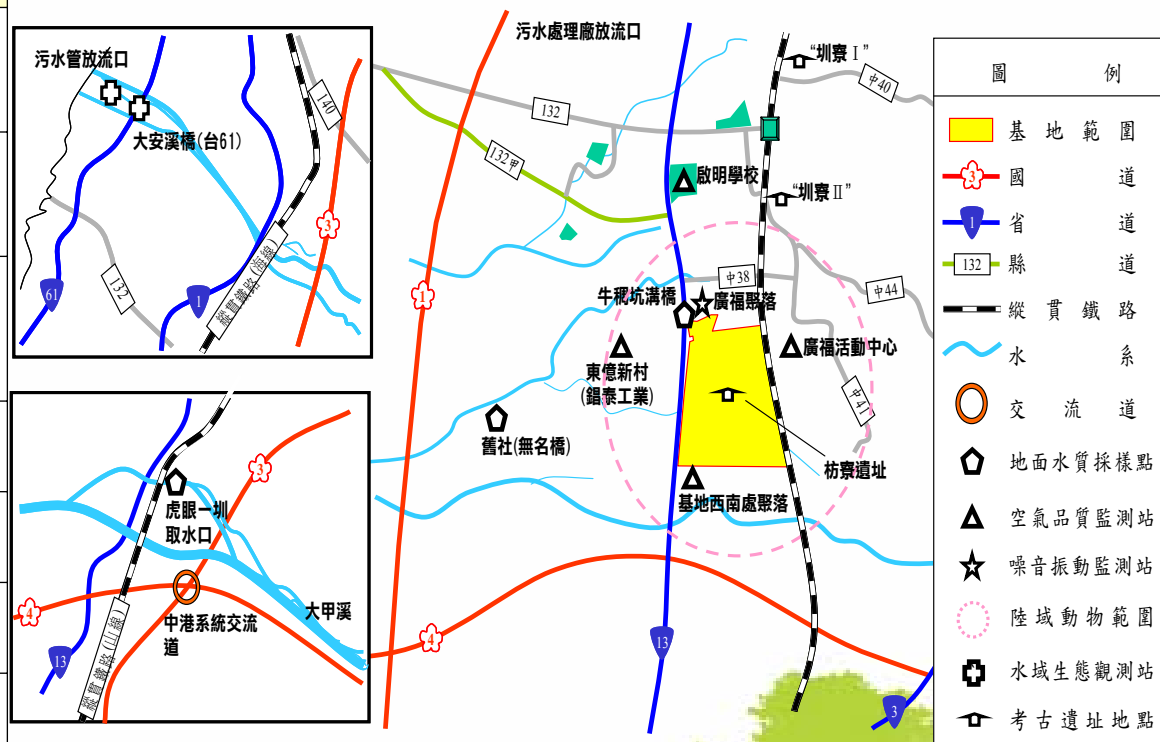 污水管放流口
大安溪橋(台61)
140
3
61
132
1
縱貫鐵路(海線)
虎眼一圳
取水口
3
大甲溪
4
中港系統交流
道
13
縱貫鐵路(山線)
污水處理廠放流口
“圳寮Ⅰ”
中40
132
132甲
啟明學校
“圳寮Ⅱ”
中38
中44
1
牛稠坑溝橋
廣福聚落
東億新村
(錩泰工業)
廣福活動中心
中41
舊社(無名橋)
枋寮遺址
基地西南處聚落
4
13
3
圖例
基地範圍
3 國道
1 省道
132 縣道
縱貫鐵路
水系
交流道
地面水質採樣點
空氣品質監測站
噪音振動監測站
陸域動物範圍
水域生態觀測站
考古遺址地點